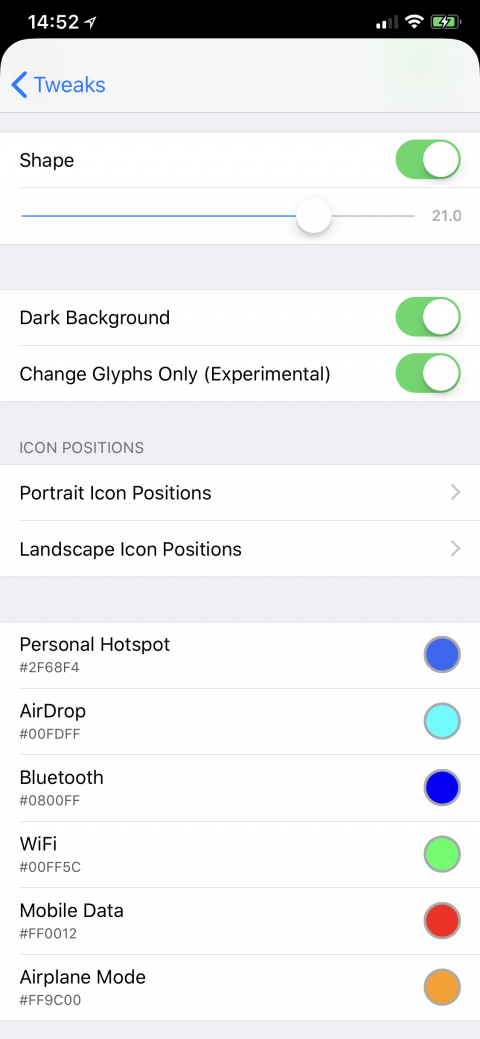 14:52
Tweaks
Shape
21.0
Dark Background
Change Glyphs Only (Experimental)
ICON POSITIONS
Portrait Icon Positions
Landscape Icon Positions
Personal Hotspot
#2F68F4
AirDrop
#00FDFF
Bluetooth
#0800FF
WiFi
#00FF5C
Mobile Data
#FF0012
Airplane Mode
#FF9C00